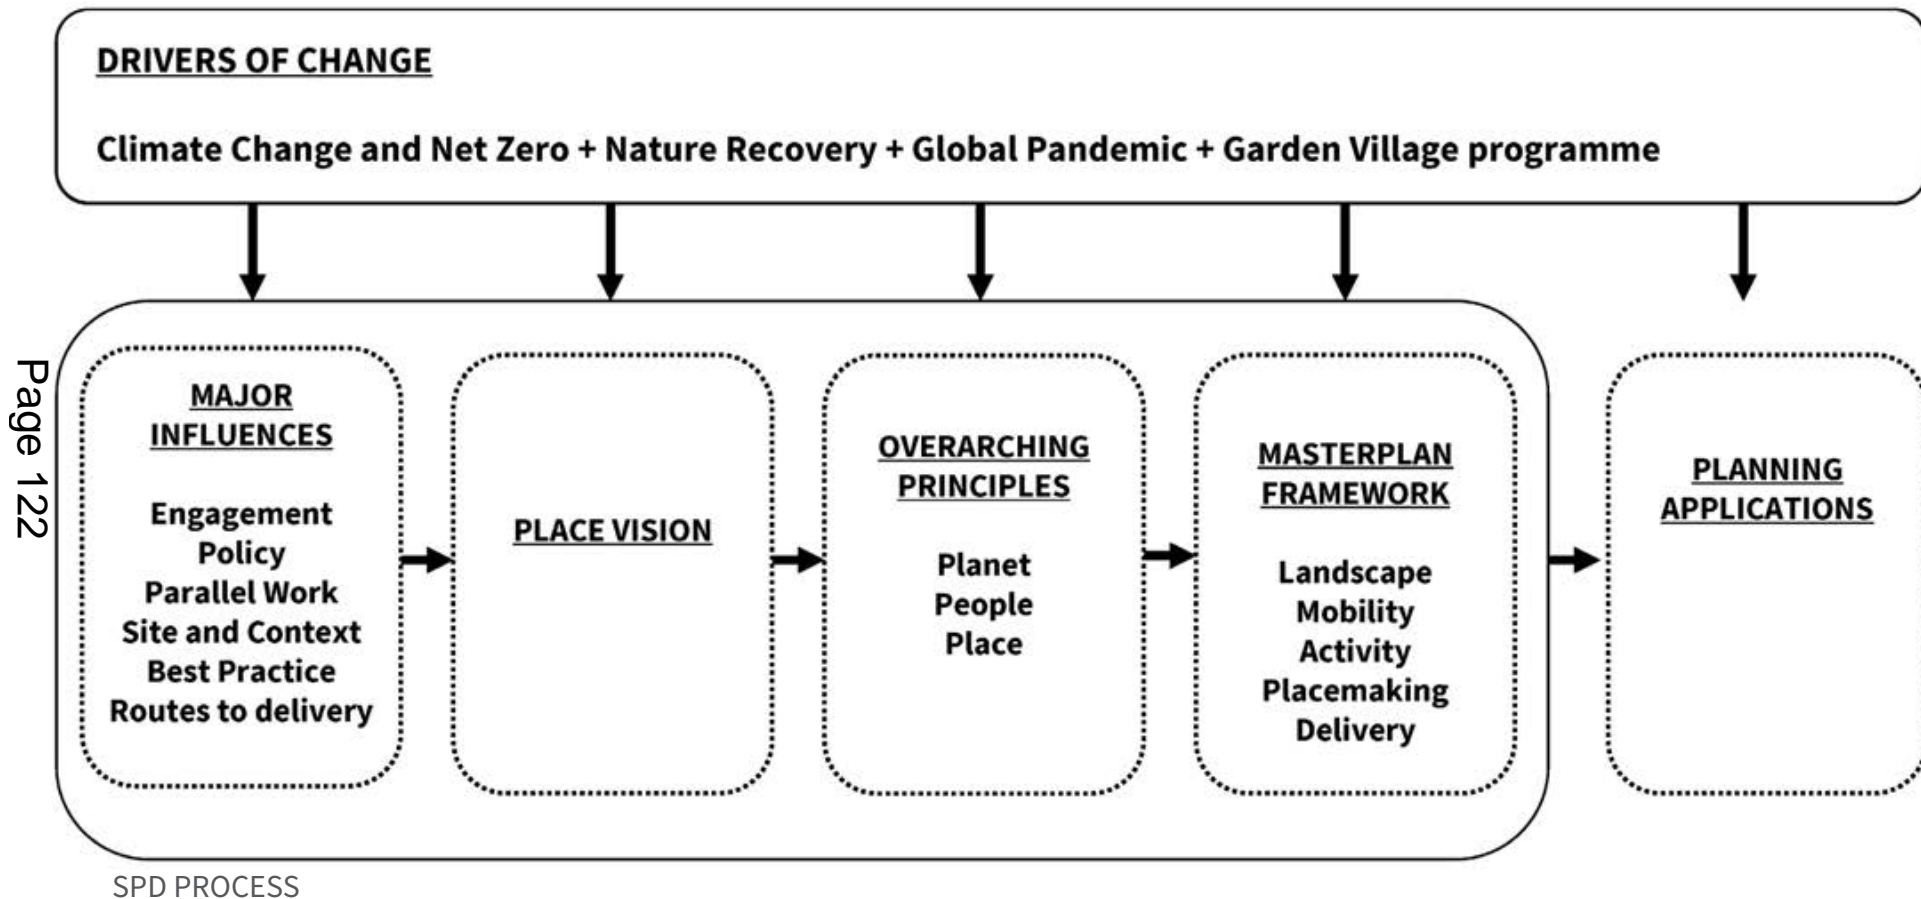 DRIVERS OF CHANGE
Climate Change and Net Zero + Nature Recovery + Global Pandemic + Garden Village programme
Page 122
MAJOR
INFLUENCES
Engagement
Policy
Parallel Work
Site and Context
Best Practice
Routes to delivery
PLACE VISION
OVERARCHING
PRINCIPLES
Planet
People
Place
MASTERPLAN
FRAMEWORK
Landscape
Mobility
Activity
Placemaking
Delivery
PLANNING
APPLICATIONS
SPD PROCESS